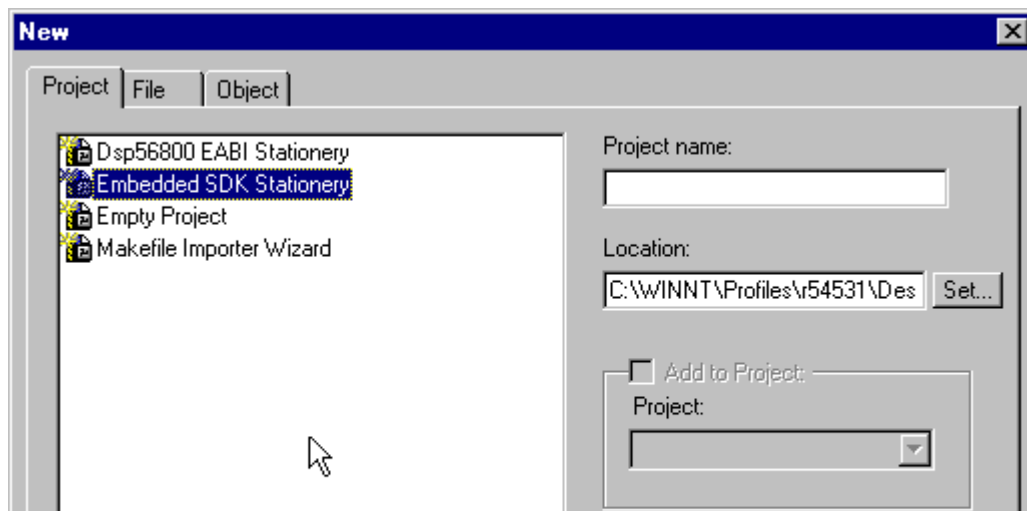 New
Project File Object
Dsp56800 EABI Stationery
Embedded SDK Stationery
Empty Project
Makefile Importer Wizard
Project name:
Location:
C:\WINNT\Profiles\r54531\Des Set...
Add to Project:
Project: